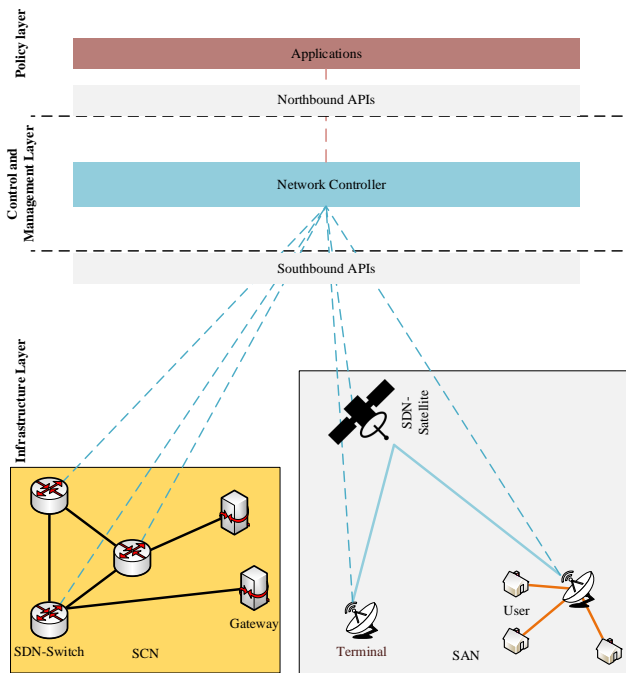 Policy layer
Applications
Northbound APIs
Control and
Management Layer
Network Controller
Southbound APIs
Infrastructure Layer
SDN-
Satellite
Gateway
SDN-Switch
SCN
User
Terminal
SAN